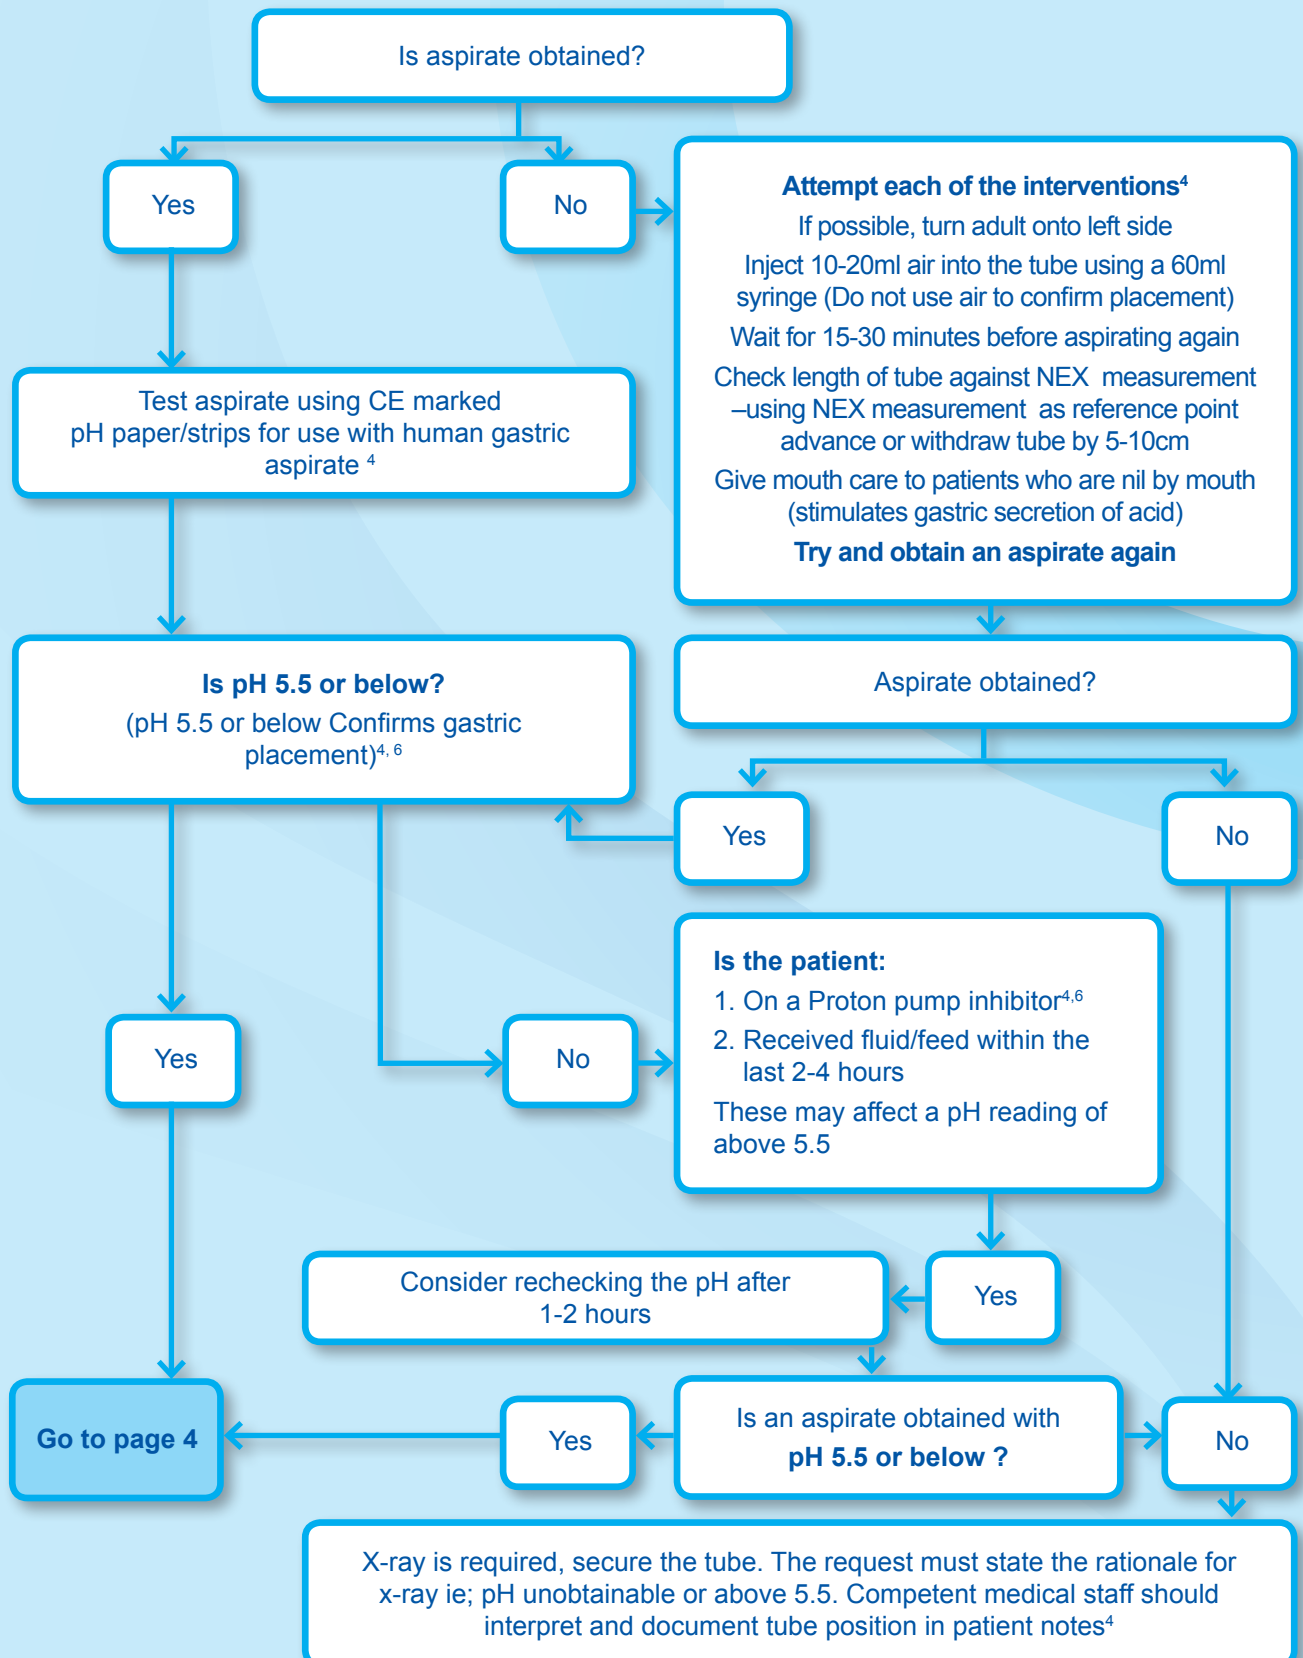 Is aspirate obtained?
Yes
No
Attempt each of the interventions4
If possible, turn adult onto left side
Inject 10-20ml air into the tube using a 60ml
syringe (Do not use air to confirm placement)
Wait for 15-30 minutes before aspirating again
Check length of tube against NEX measurement
–using NEX measurement as reference point
advance or withdraw tube by 5-10cm
Give mouth care to patients who are nil by mouth
(stimulates gastric secretion of acid)
Try and obtain an aspirate again
Test aspirate using CE marked
pH paper/strips for use with human gastric
aspirate 4
Is pH 5.5 or below?
(pH 5.5 or below Confirms gastric
placement)4, 6
Aspirate obtained?
Yes
No
Is the patient:
1. On a Proton pump inhibitor4,6
2. Received fluid/feed within the
last 2-4 hours
These may affect a pH reading of
above 5.5
Yes
No
Consider rechecking the pH after
1-2 hours
Yes
Go to page 4
Yes
Is an aspirate obtained with
pH 5.5 or below ?
No
X-ray is required, secure the tube. The request must state the rationale for
x-ray ie; pH unobtainable or above 5.5. Competent medical staff should
interpret and document tube position in patient notes4